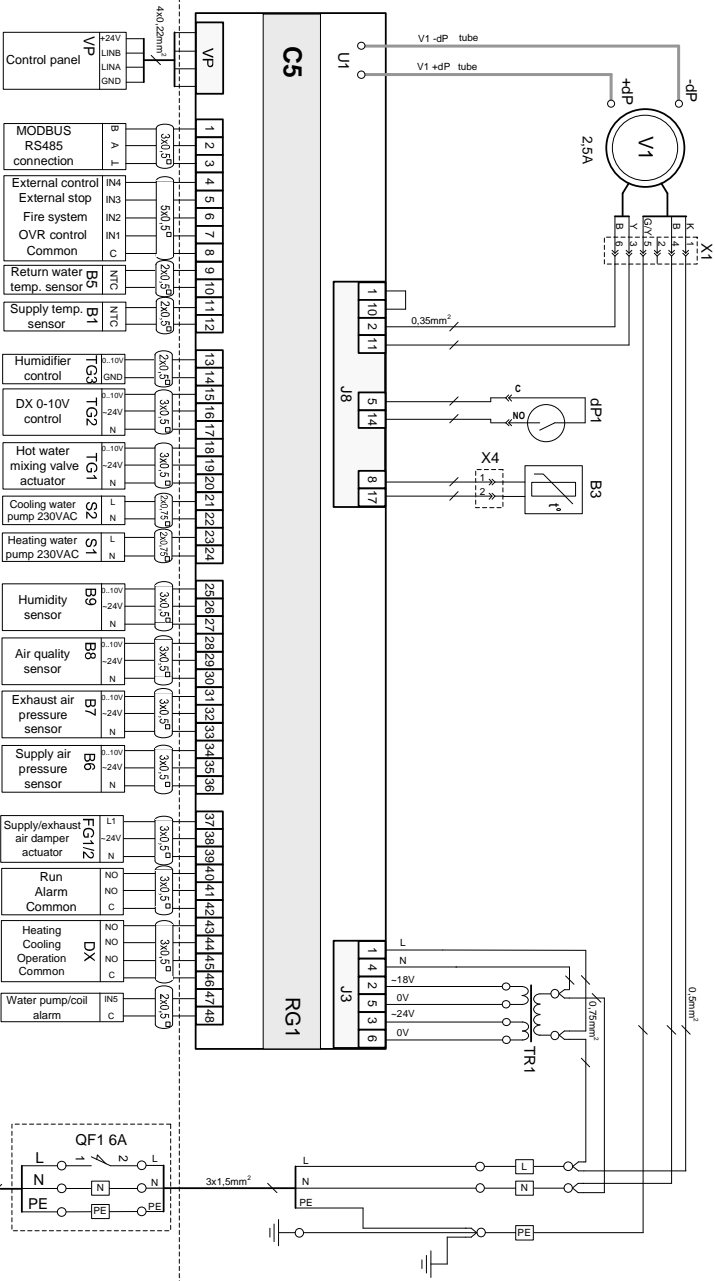 4x0,22mm²
Control panel
VP
+24V
LINB
LINA
GND
VP
C5
U1
V1 -dP tube
V1 +dP tube
-dP
+dP
V1
2,5A
X1
K
B
G/Y
Y
B
1
4
2
5
3
6
MODBUS
RS485
connection
B
A
⊥
3x0,5
1
2
3
External control IN4
External stop IN3
Fire system IN2
OVR control IN1
Common C
5x0,5
4
5
6
7
8
Return water
temp. sensor
B5
NTC
2x0,5
9
10
Supply temp.
sensor
B1
NTC
2x0,5
11
12
Humidifier
control
TG3
0..10V
GND
2x0,5
13
14
DX 0-10V
control
TG2
0..10V
~24V
N
3x0,5
15
16
17
Hot water
mixing valve
actuator
TG1
0..10V
~24V
N
3x0,5
18
19
20
Cooling water
pump 230VAC
S2
L
N
2x0,75
21
22
Heating water
pump 230VAC
S1
L
N
2x0,75
23
24
Humidity
sensor
B9
0..10V
~24V
N
3x0,5
25
26
27
Air quality
sensor
B8
0..10V
~24V
N
3x0,5
28
29
30
Exhaust air
pressure
sensor
B7
0..10V
~24V
N
3x0,5
31
32
33
Supply air
pressure
sensor
B6
0..10V
~24V
N
3x0,5
34
35
36
Supply/exhaust
air damper
actuator
FG1/2
L1
~24V
N
3x0,5
37
38
39
Run NO
Alarm NO
Common C
3x0,5
40
41
42
Heating NO
Cooling NO
Operation NO
Common C
DX
3x0,5
43
44
45
46
Water pump/coil
alarm
IN5
C
2x0,5
47
48
RG1
J8
1
10
2
11
5
14
8
17
0,35mm²
C
NO
dP1
X4
1
2
B3
t°
J3
1
4
2
5
3
6
L
N
~18V
0V
~24V
0V
TR1
0,75mm²
0,5mm²
QF1 6A
L 1 2 L
N N N
PE PE PE
3x1,5mm²
L
N
PE
L
N
PE